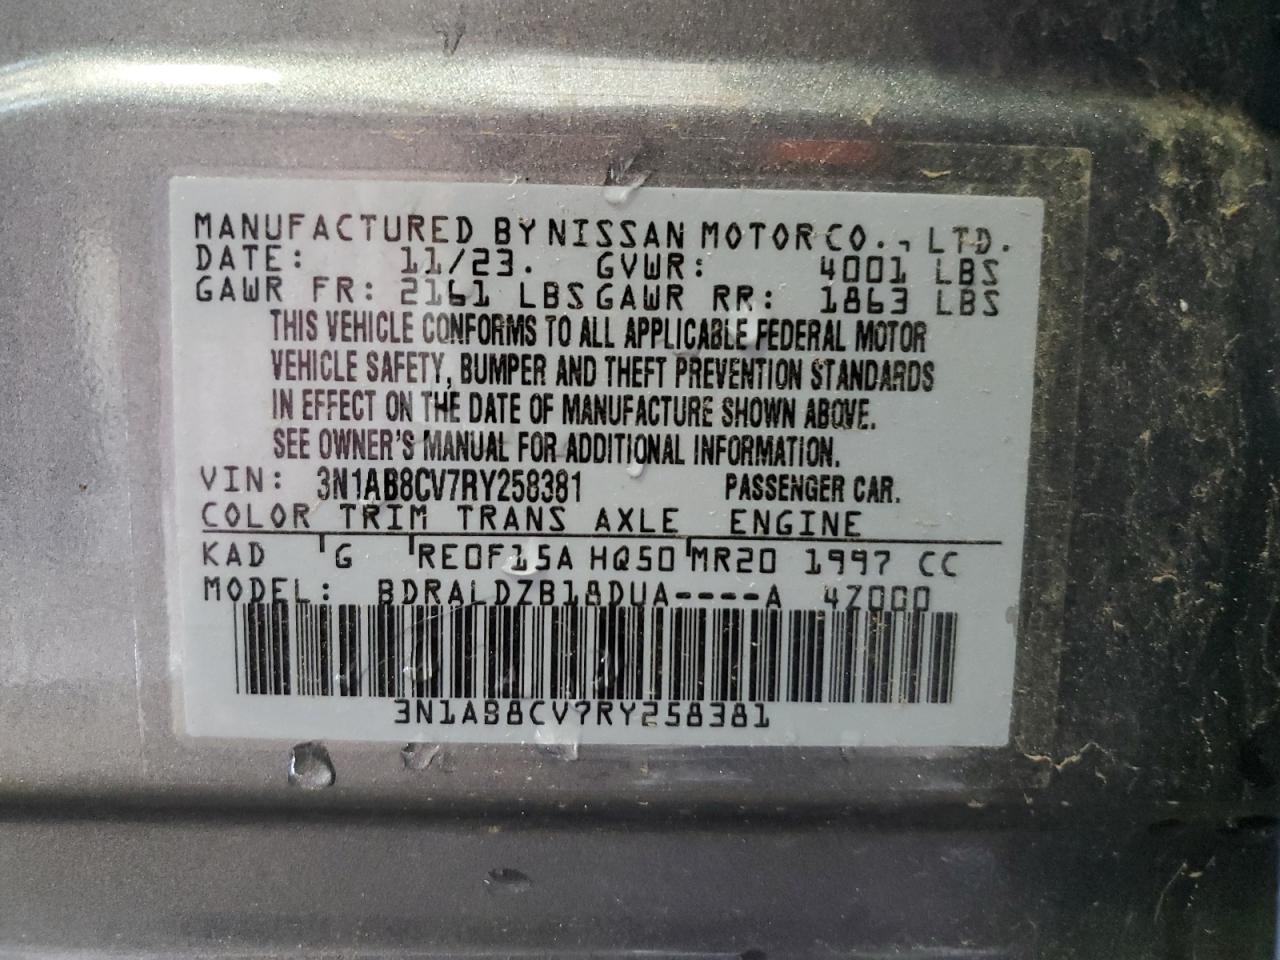 MANUFACTURED BY NISSAN MOTOR CO., LTD.
DATE: 11/23. GVWR: 4001 LBS
GAWR FR: 2161 LBS GAWR RR: 1863 LBS
THIS VEHICLE CONFORMS TO ALL APPLICABLE FEDERAL MOTOR
VEHICLE SAFETY, BUMPER AND THEFT PREVENTION STANDARDS
IN EFFECT ON THE DATE OF MANUFACTURE SHOWN ABOVE.
SEE OWNER'S MANUAL FOR ADDITIONAL INFORMATION.
VIN: 3N1AB8CV7RY258381 PASSENGER CAR.
COLOR TRIM TRANS AXLE ENGINE
KAD G RE0F15A HQ50 MR20 1997 CC
MODEL: BDRALDZB18DUA----A 4Z000
3N1AB8CV7RY258381